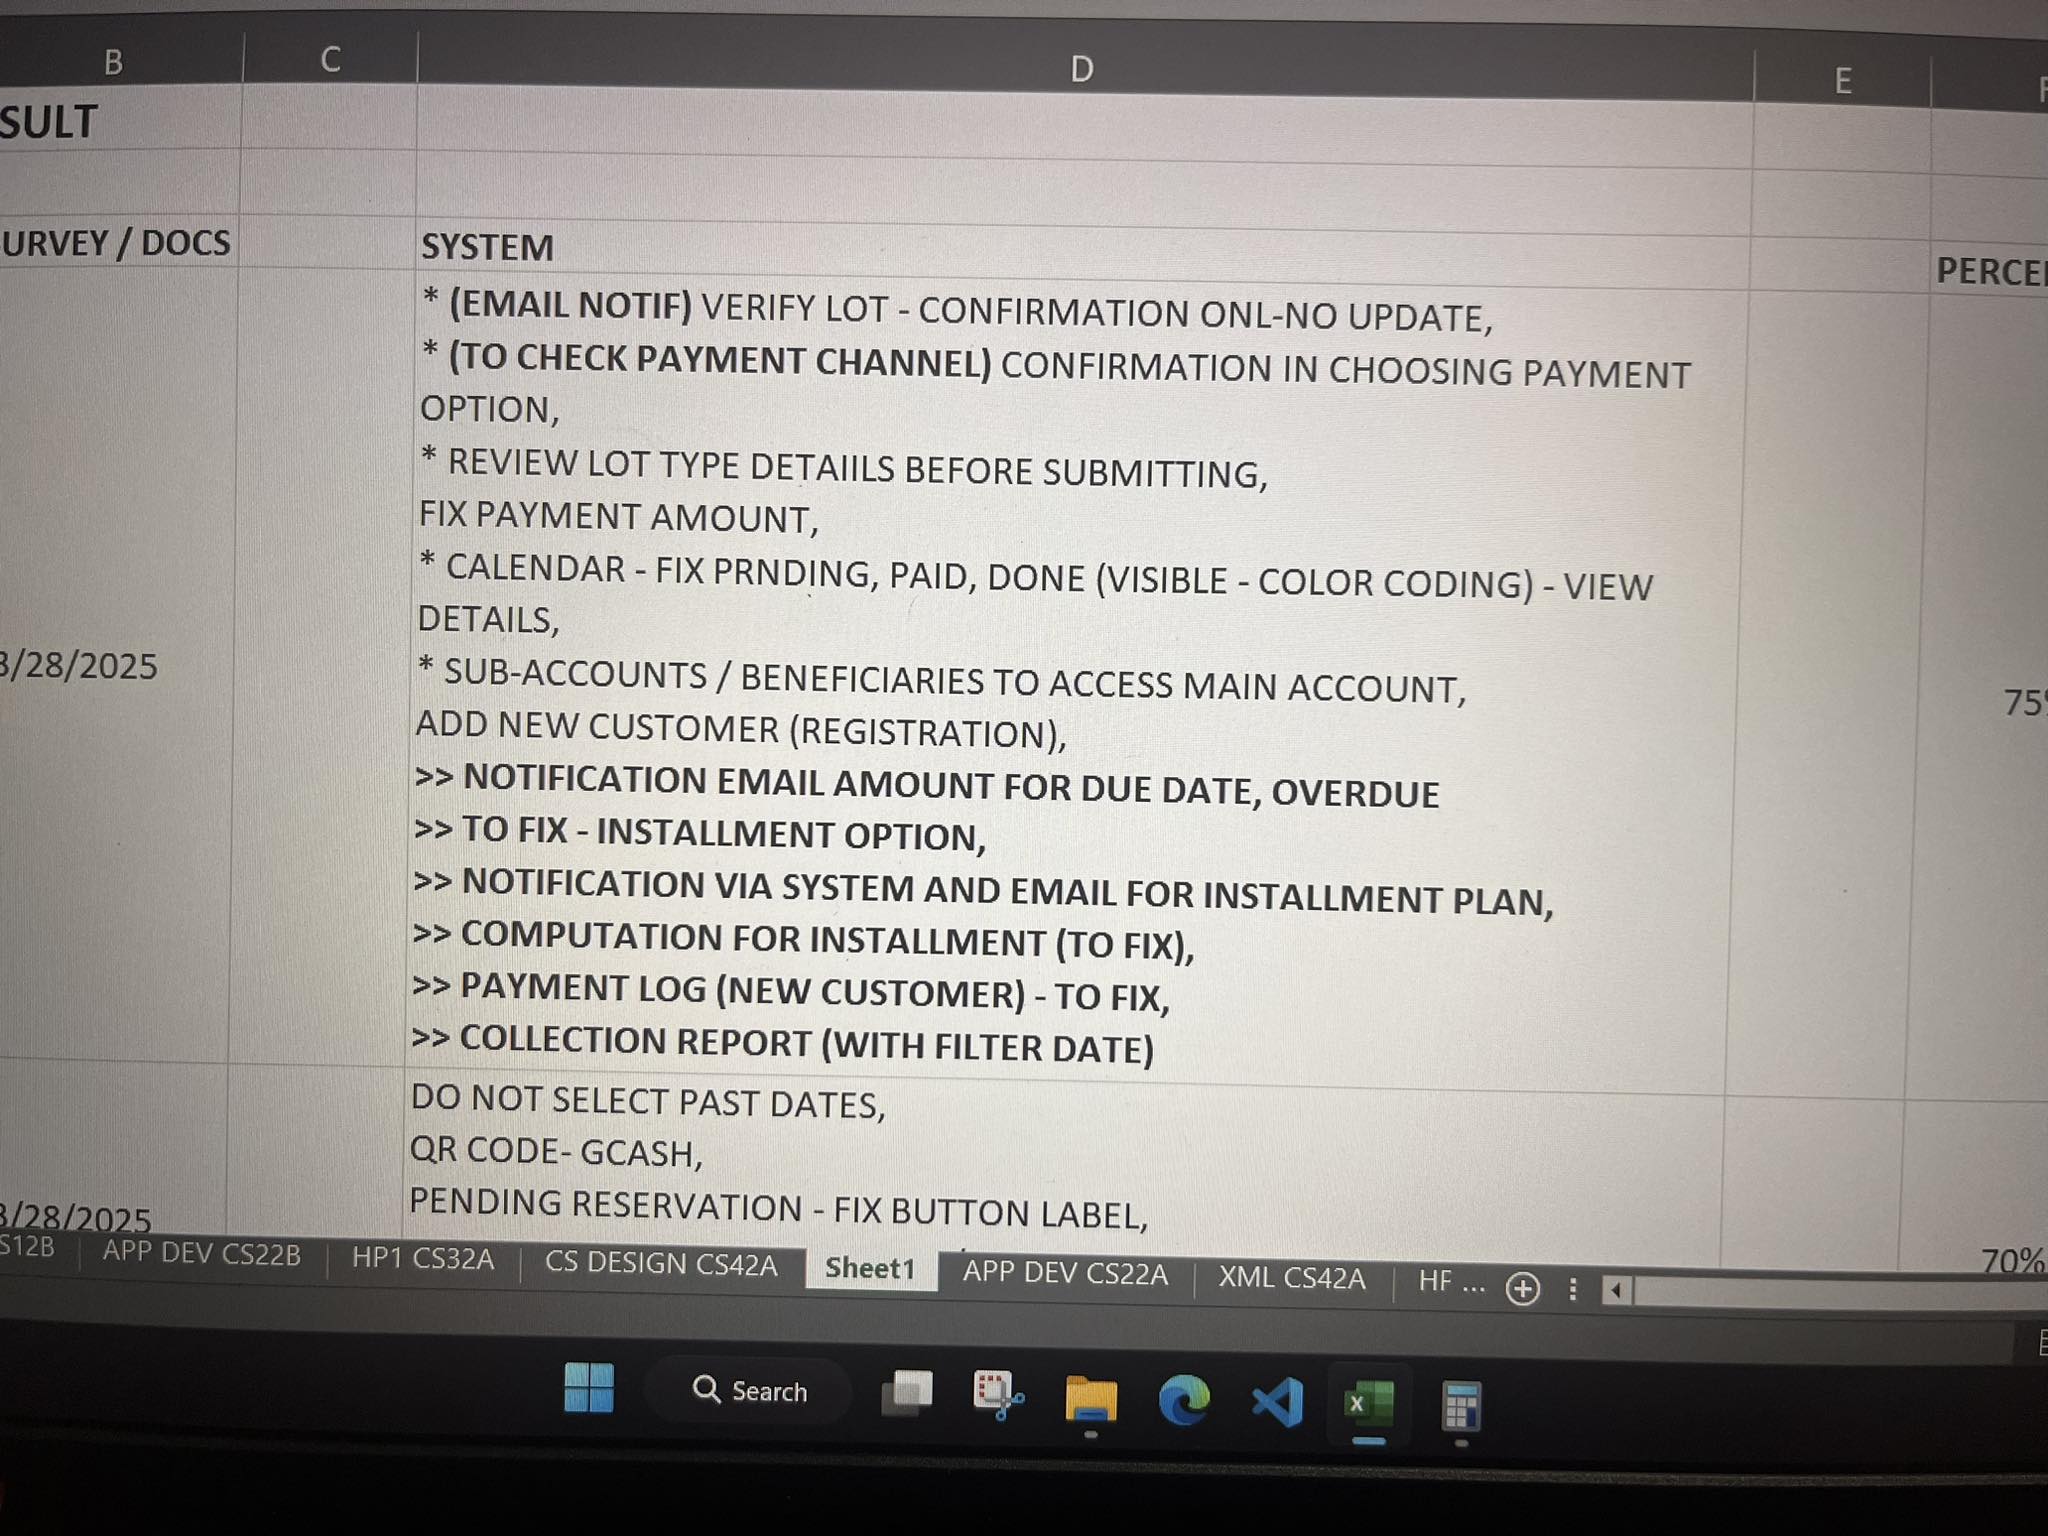 B
C
D
E
SULT
URVEY / DOCS
SYSTEM
* (EMAIL NOTIF) VERIFY LOT - CONFIRMATION ONL-NO UPDATE,
* (TO CHECK PAYMENT CHANNEL) CONFIRMATION IN CHOOSING PAYMENT
OPTION,
* REVIEW LOT TYPE DETAIILS BEFORE SUBMITTING,
FIX PAYMENT AMOUNT,
* CALENDAR - FIX PRNDING, PAID, DONE (VISIBLE - COLOR CODING) - VIEW
DETAILS,
* SUB-ACCOUNTS / BENEFICIARIES TO ACCESS MAIN ACCOUNT,
ADD NEW CUSTOMER (REGISTRATION),
>> NOTIFICATION EMAIL AMOUNT FOR DUE DATE, OVERDUE
>> TO FIX - INSTALLMENT OPTION,
>> NOTIFICATION VIA SYSTEM AND EMAIL FOR INSTALLMENT PLAN,
>> COMPUTATION FOR INSTALLMENT (TO FIX),
>> PAYMENT LOG (NEW CUSTOMER) - TO FIX,
>> COLLECTION REPORT (WITH FILTER DATE)
3/28/2025
PERCE
75%
DO NOT SELECT PAST DATES,
QR CODE- GCASH,
PENDING RESERVATION - FIX BUTTON LABEL,
3/28/2025
70%
S12B
APP DEV CS22B
HP1 CS32A
CS DESIGN CS42A
Sheet1
APP DEV CS22A
XML CS42A
HF ...
Search